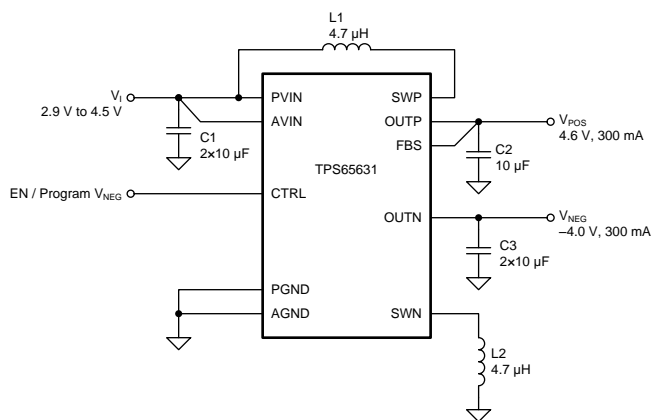 L1
4.7 µH
V_I
2.9 V to 4.5 V
C1
2×10 µF
PVIN
AVIN
SWP
OUTP
FBS
V_POS
4.6 V, 300 mA
C2
10 µF
TPS65631
EN / Program V_NEG
CTRL
OUTN
V_NEG
–4.0 V, 300 mA
C3
2×10 µF
PGND
AGND
SWN
L2
4.7 µH